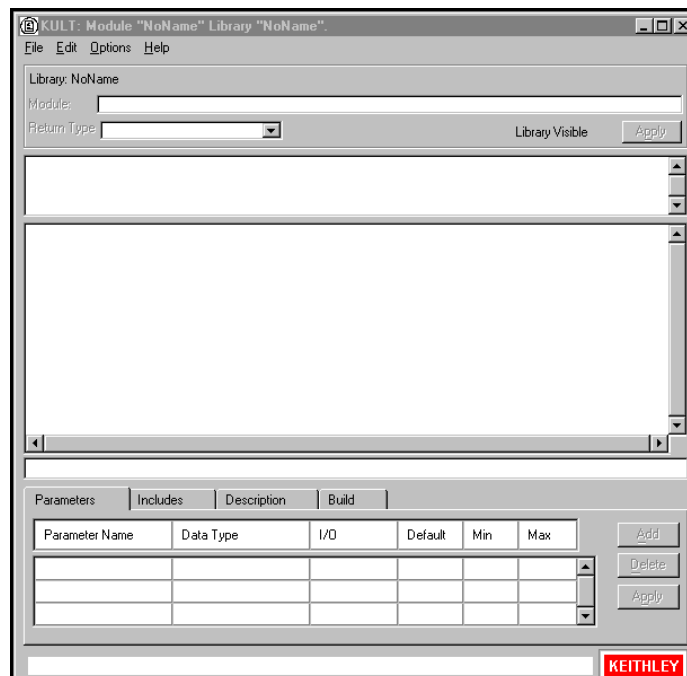 KULT: Module "NoName" Library "NoName".
File Edit Options Help
Library: NoName
Module:
Return Type Library Visible Apply
Parameters Includes Description Build
Parameter Name Data Type I/O Default Min Max Add
Delete
Apply
KEITHLEY